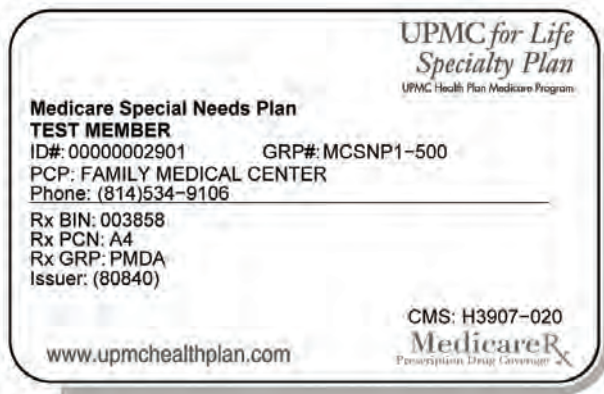 UPMC for Life
Specialty Plan
UPMC Health Plan Medicare Program
Medicare Special Needs Plan
TEST MEMBER
ID#: 00000002901 GRP#: MCSNP1-500
PCP: FAMILY MEDICAL CENTER
Phone: (814)534-9106
Rx BIN: 003858
Rx PCN: A4
Rx GRP: PMDA
Issuer: (80840)
CMS: H3907-020
www.upmchealthplan.com
MedicareRx
Prescription Drug Coverage X